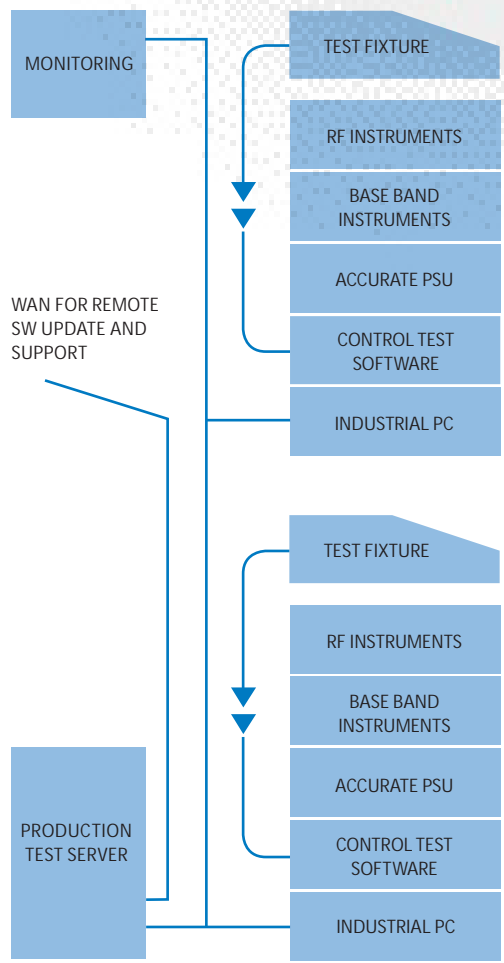 MONITORING
TEST FIXTURE
RF INSTRUMENTS
BASE BAND
INSTRUMENTS
ACCURATE PSU
CONTROL TEST
SOFTWARE
INDUSTRIAL PC
WAN FOR REMOTE
SW UPDATE AND
SUPPORT
TEST FIXTURE
RF INSTRUMENTS
BASE BAND
INSTRUMENTS
ACCURATE PSU
CONTROL TEST
SOFTWARE
INDUSTRIAL PC
PRODUCTION
TEST SERVER